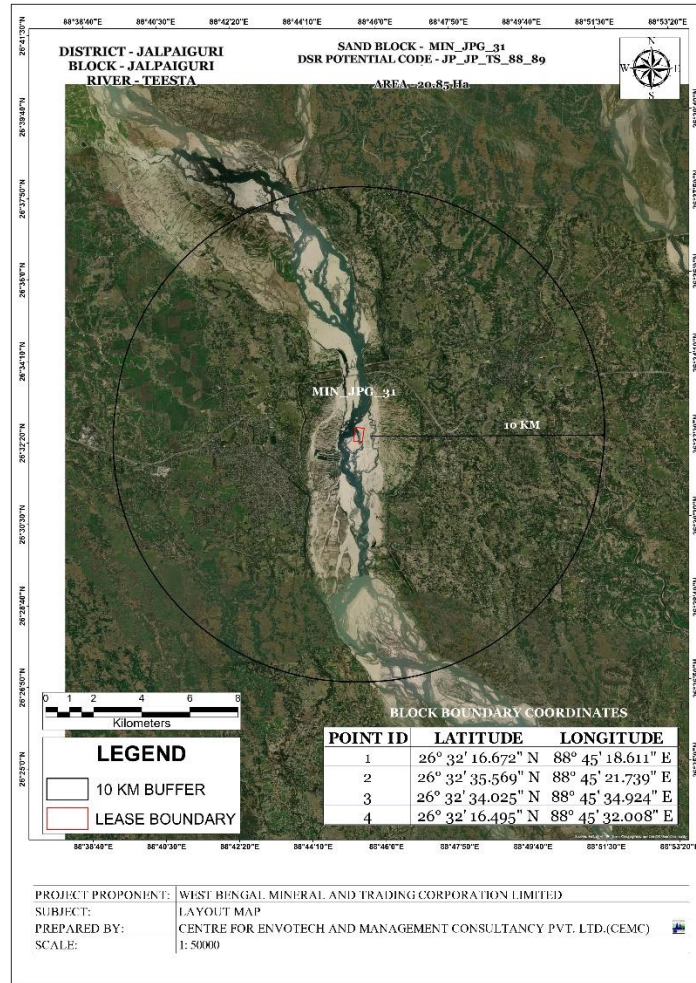 88°38'40"E 88°40'30"E 88°42'20"E 88°44'10"E 88°46'0"E 88°47'50"E 88°49'40"E 88°51'30"E 88°53'20"E
DISTRICT - JALPAIGURI
BLOCK - JALPAIGURI
RIVER - TEESTA
SAND BLOCK - MIN_JPG_31
DSR POTENTIAL CODE - JP_JP_TS_88_89
AREA - 20.85 Ha
N
W E
S
26°41'30"N
26°39'40"N
26°37'50"N
26°36'0"N
26°34'10"N
26°32'20"N
26°30'30"N
26°28'40"N
26°26'50"N
26°25'0"N
MIN_JPG_31
10 KM
0 1 2 4 6 8
Kilometers
LEGEND
10 KM BUFFER
LEASE BOUNDARY
BLOCK BOUNDARY COORDINATES
POINT ID LATITUDE LONGITUDE
1 26° 32' 16.672" N 88° 45' 18.611" E
2 26° 32' 35.569" N 88° 45' 21.739" E
3 26° 32' 34.025" N 88° 45' 34.924" E
4 26° 32' 16.495" N 88° 45' 32.008" E
88°38'40"E 88°40'30"E 88°42'20"E 88°44'10"E 88°46'0"E 88°47'50"E 88°49'40"E 88°51'30"E 88°53'20"E
PROJECT PROPONENT: WEST BENGAL MINERAL AND TRADING CORPORATION LIMITED
SUBJECT: LAYOUT MAP
PREPARED BY: CENTRE FOR ENVOTECH AND MANAGEMENT CONSULTANCY PVT. LTD.(CEMC)
SCALE: 1: 50000